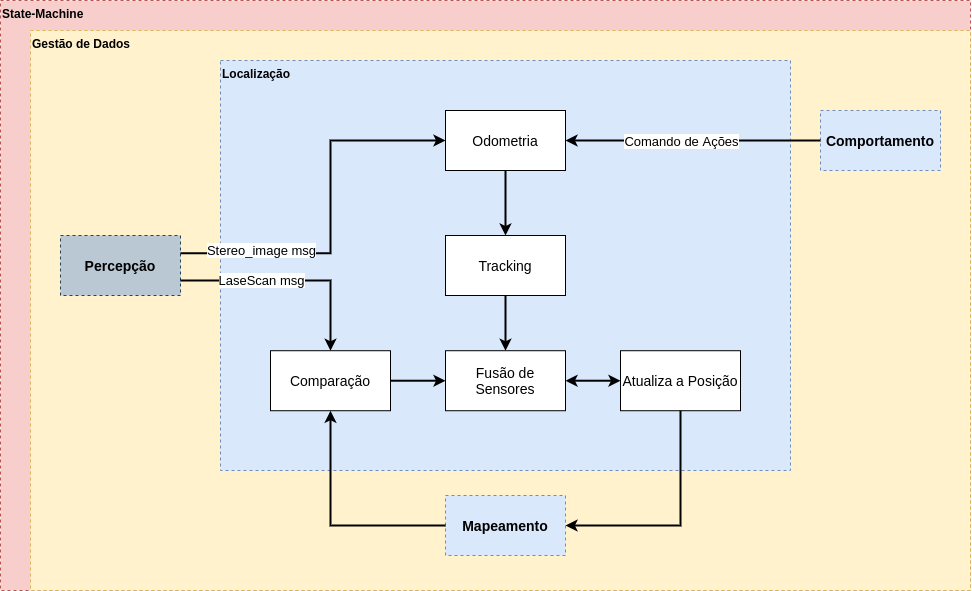 State-Machine
Gestão de Dados
Localização
Odometria
Comando de Ações
Comportamento
Stereo_image msg
Percepção
Tracking
LaseScan msg
Comparação
Fusão de
Sensores
Atualiza a Posição
Mapeamento